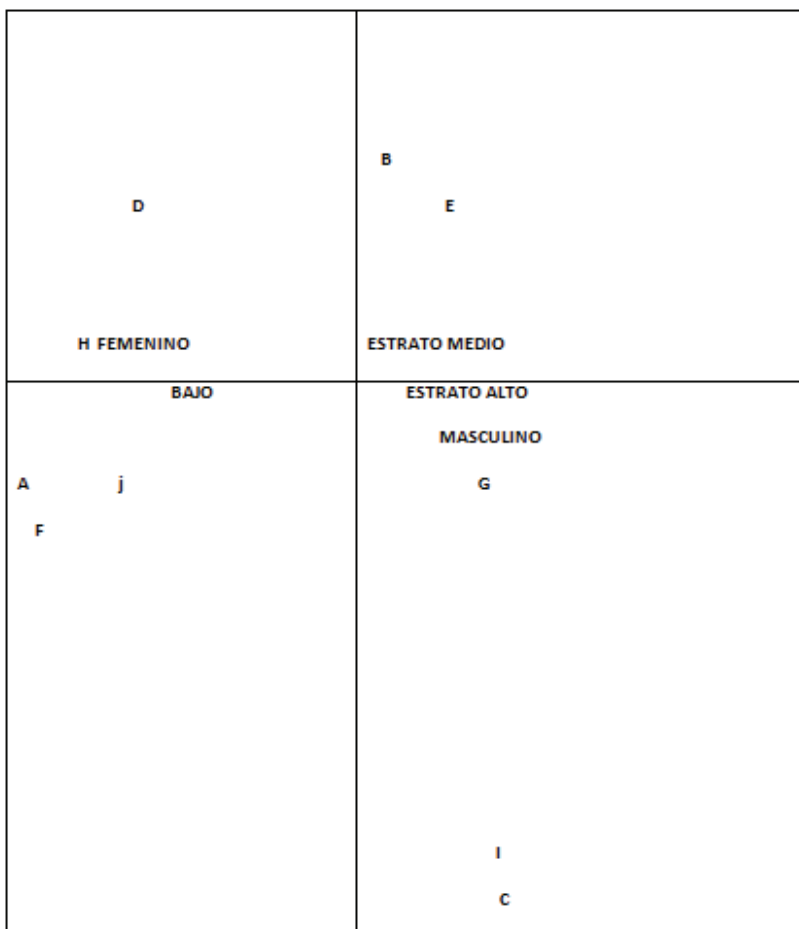 B
D E
H FEMENINO ESTRATO MEDIO
BAJO ESTRATO ALTO
MASCULINO
A j G
F
I
C